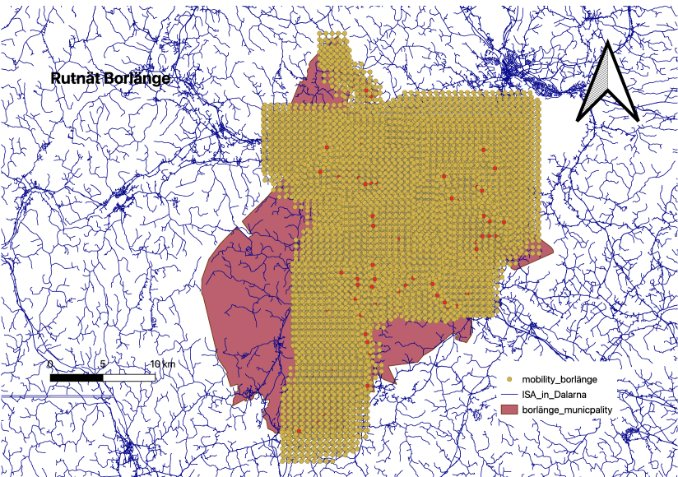 Rutnät Borlänge
0 5 10 km
mobility_borlänge
ISA_in_Dalarna
borlänge_municpality